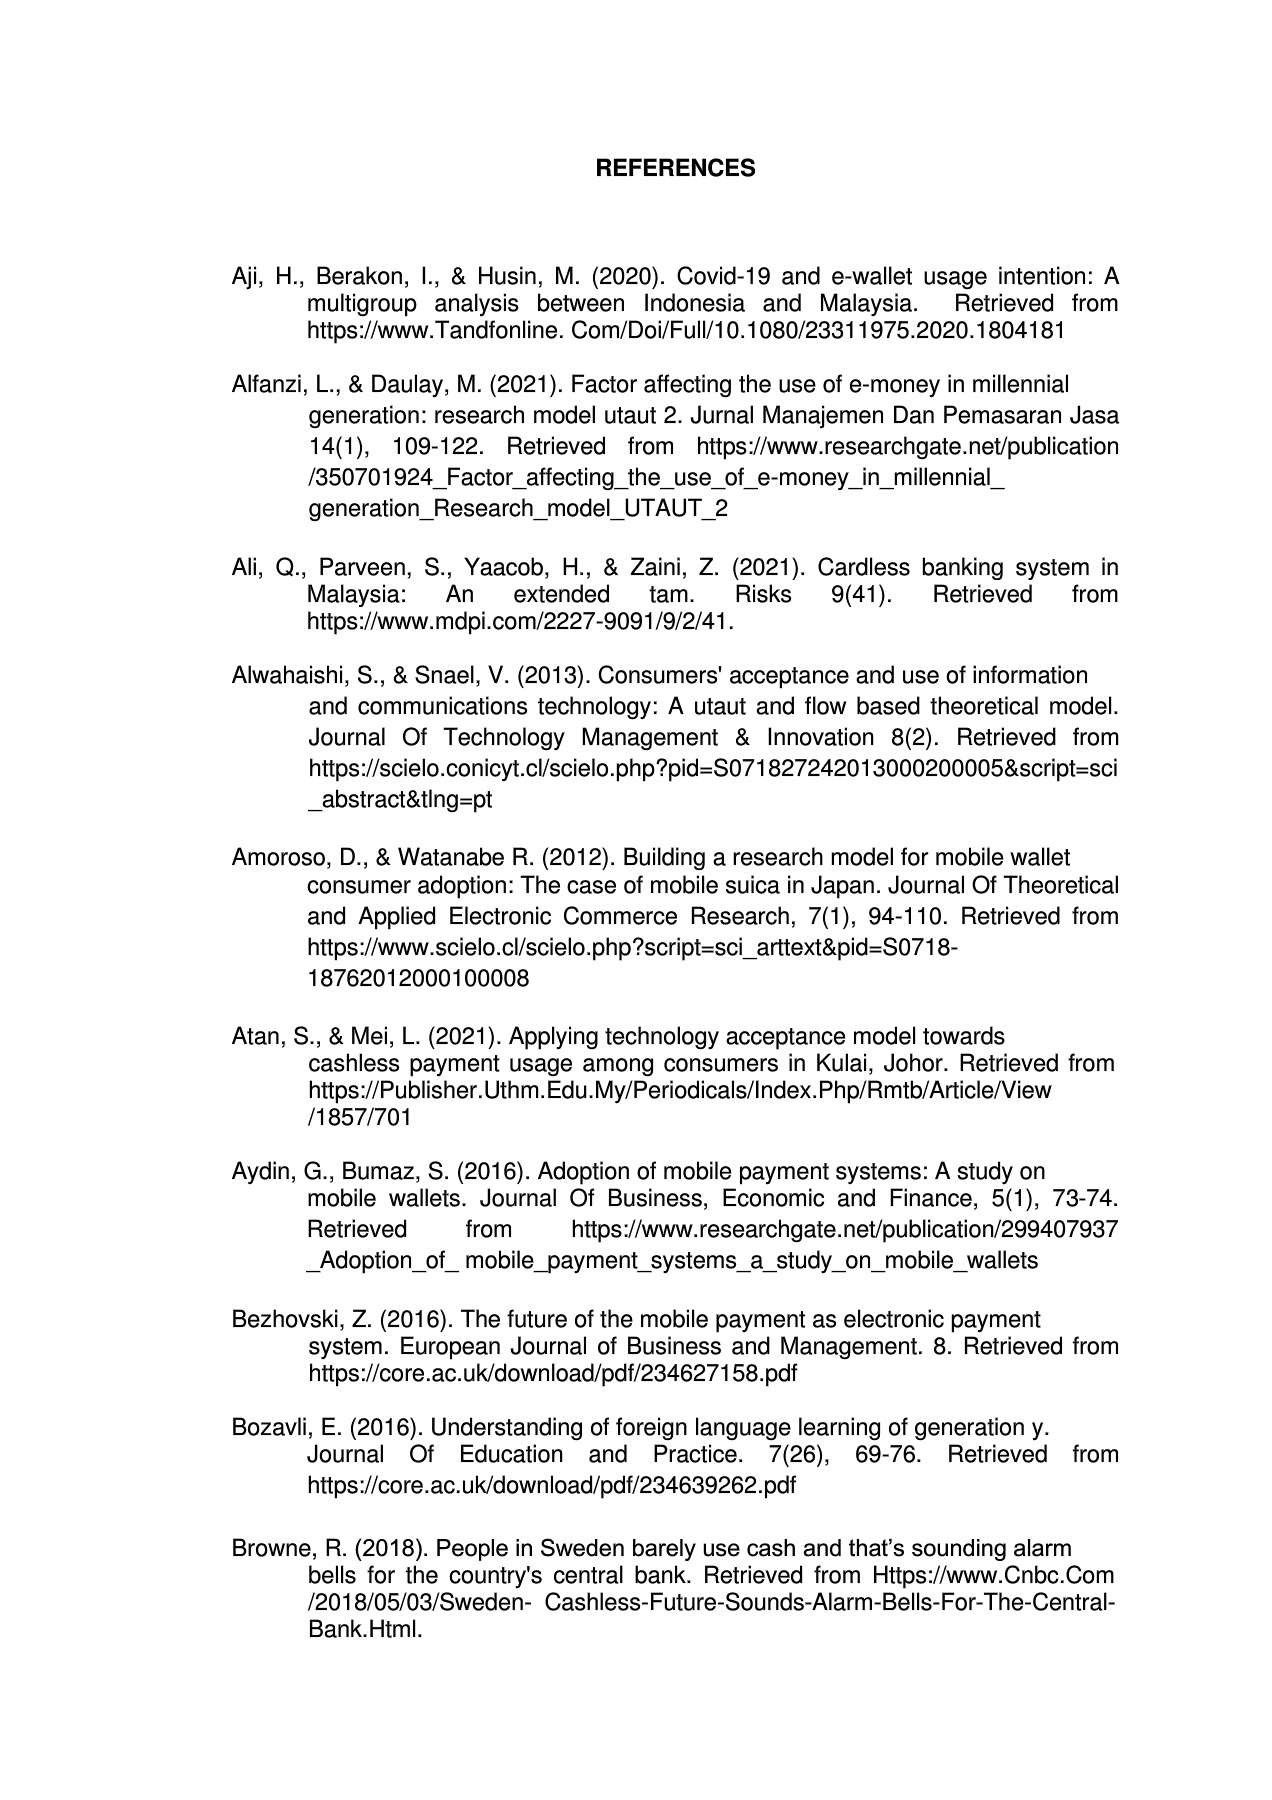 REFERENCES
Aji, H., Berakon, I., & Husin, M. (2020). Covid-19 and e-wallet usage intention: A
multigroup analysis between Indonesia and Malaysia. Retrieved from
https://www.Tandfonline. Com/Doi/Full/10.1080/23311975.2020.1804181
Alfanzi, L., & Daulay, M. (2021). Factor affecting the use of e-money in millennial
generation: research model utaut 2. Jurnal Manajemen Dan Pemasaran Jasa
14(1), 109-122. Retrieved from https://www.researchgate.net/publication
/350701924_Factor_affecting_the_use_of_e-money_in_millennial_
generation_Research_model_UTAUT_2
Ali, Q., Parveen, S., Yaacob, H., & Zaini, Z. (2021). Cardless banking system in
Malaysia: An extended tam. Risks 9(41). Retrieved from
https://www.mdpi.com/2227-9091/9/2/41.
Alwahaishi, S., & Snael, V. (2013). Consumers' acceptance and use of information
and communications technology: A utaut and flow based theoretical model.
Journal Of Technology Management & Innovation 8(2). Retrieved from
https://scielo.conicyt.cl/scielo.php?pid=S071827242013000200005&script=sci
_abstract&tlng=pt
Amoroso, D., & Watanabe R. (2012). Building a research model for mobile wallet
consumer adoption: The case of mobile suica in Japan. Journal Of Theoretical
and Applied Electronic Commerce Research, 7(1), 94-110. Retrieved from
https://www.scielo.cl/scielo.php?script=sci_arttext&pid=S0718-
18762012000100008
Atan, S., & Mei, L. (2021). Applying technology acceptance model towards
cashless payment usage among consumers in Kulai, Johor. Retrieved from
https://Publisher.Uthm.Edu.My/Periodicals/Index.Php/Rmtb/Article/View
/1857/701
Aydin, G., Bumaz, S. (2016). Adoption of mobile payment systems: A study on
mobile wallets. Journal Of Business, Economic and Finance, 5(1), 73-74.
Retrieved from https://www.researchgate.net/publication/299407937
_Adoption_of_ mobile_payment_systems_a_study_on_mobile_wallets
Bezhovski, Z. (2016). The future of the mobile payment as electronic payment
system. European Journal of Business and Management. 8. Retrieved from
https://core.ac.uk/download/pdf/234627158.pdf
Bozavli, E. (2016). Understanding of foreign language learning of generation y.
Journal Of Education and Practice. 7(26), 69-76. Retrieved from
https://core.ac.uk/download/pdf/234639262.pdf
Browne, R. (2018). People in Sweden barely use cash and that’s sounding alarm
bells for the country's central bank. Retrieved from Https://www.Cnbc.Com
/2018/05/03/Sweden- Cashless-Future-Sounds-Alarm-Bells-For-The-Central-
Bank.Html.